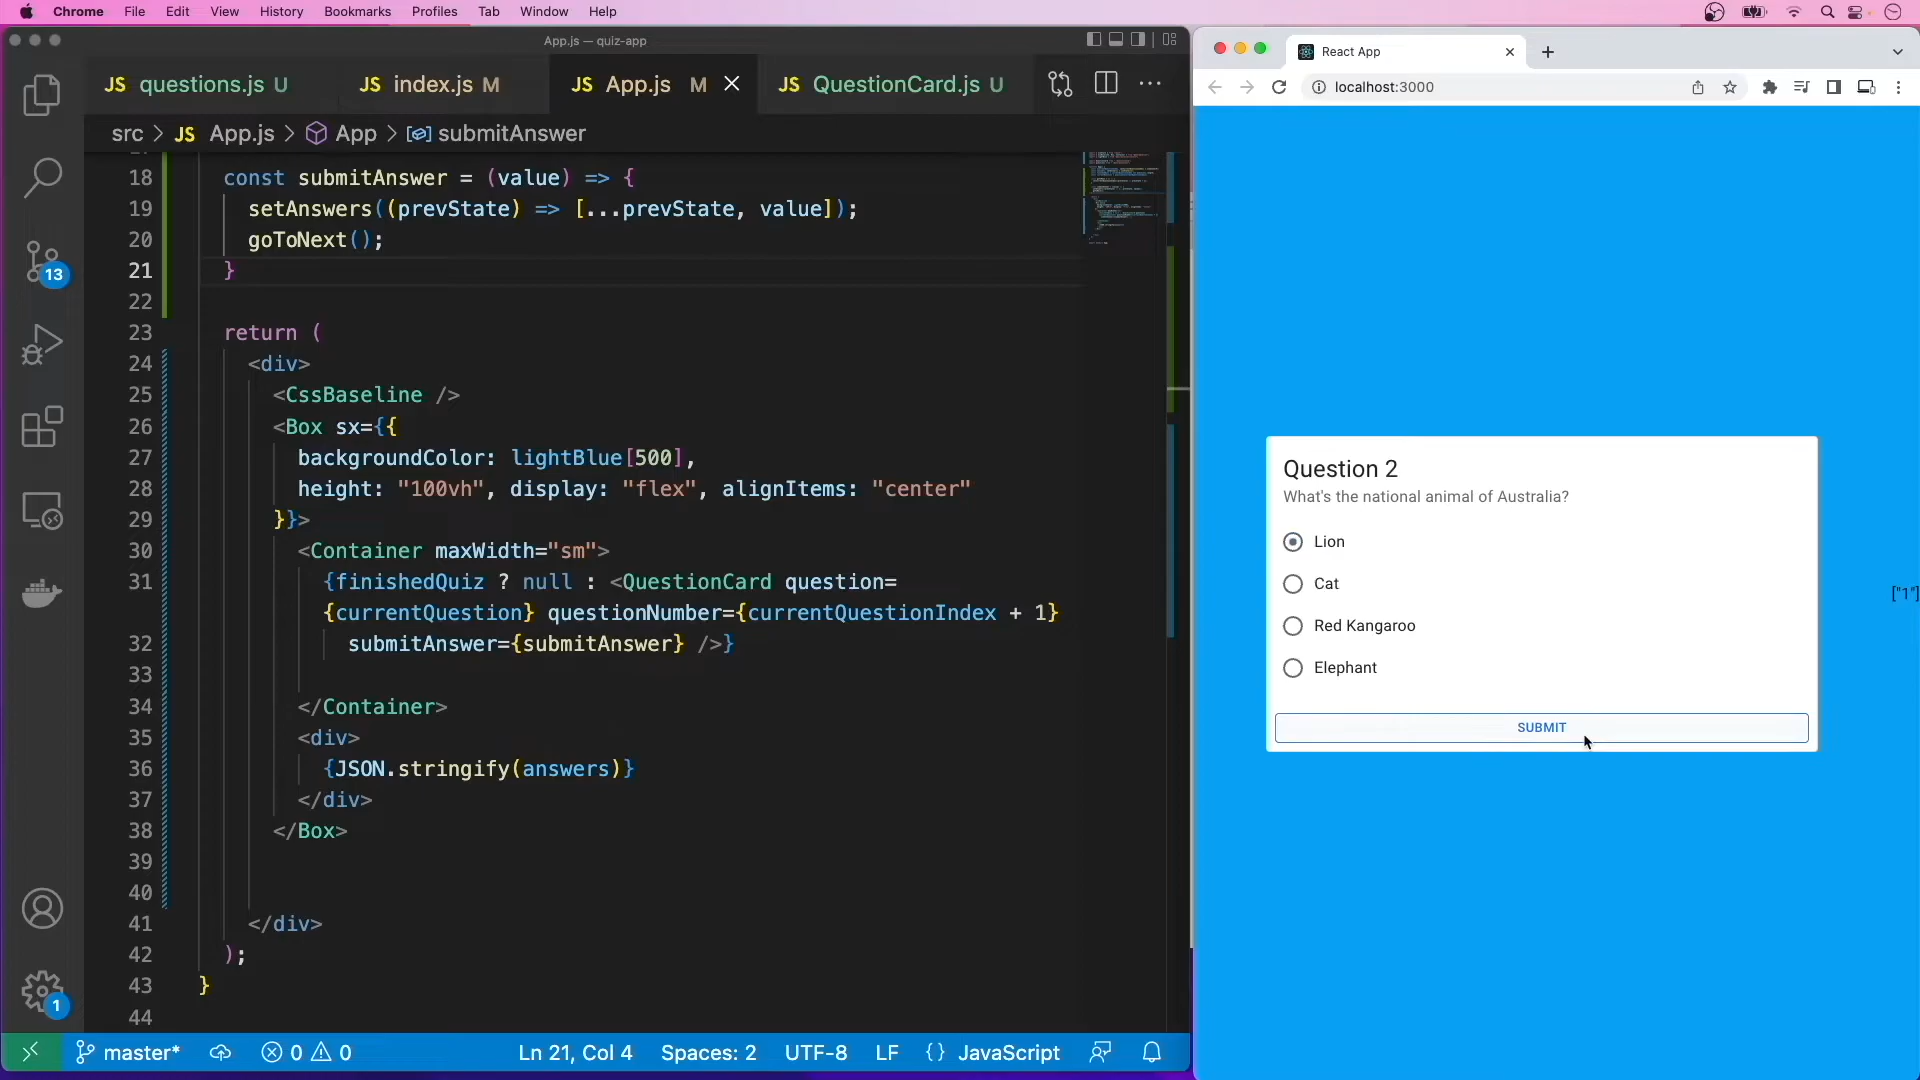 Chrome File Edit View History Bookmarks Profiles Tab Window Help
App.js — quiz-app
JS questions.js U JS index.js M JS App.js M JS QuestionCard.js U
src > JS App.js > App > submitAnswer
18 const submitAnswer = (value) => {
19 setAnswers((prevState) => [...prevState, value]);
20 goToNext();
21 }
22
23 return (
24 <div>
25 <CssBaseline />
26 <Box sx={{
27 backgroundColor: lightBlue[500],
28 height: "100vh", display: "flex", alignItems: "center"
29 }}>
30 <Container maxWidth="sm">
31 {finishedQuiz ? null : <QuestionCard question=
{currentQuestion} questionNumber={currentQuestionIndex + 1}
32 submitAnswer={submitAnswer} />}
33
34 </Container>
35 <div>
36 {JSON.stringify(answers)}
37 </div>
38 </Box>
39
40
41 </div>
42 );
43 }
44
13
1
master* 0 0 Ln 21, Col 4 Spaces: 2 UTF-8 LF {} JavaScript
React App
localhost:3000
Question 2
What's the national animal of Australia?
Lion
Cat
Red Kangaroo
Elephant
SUBMIT
["1"]